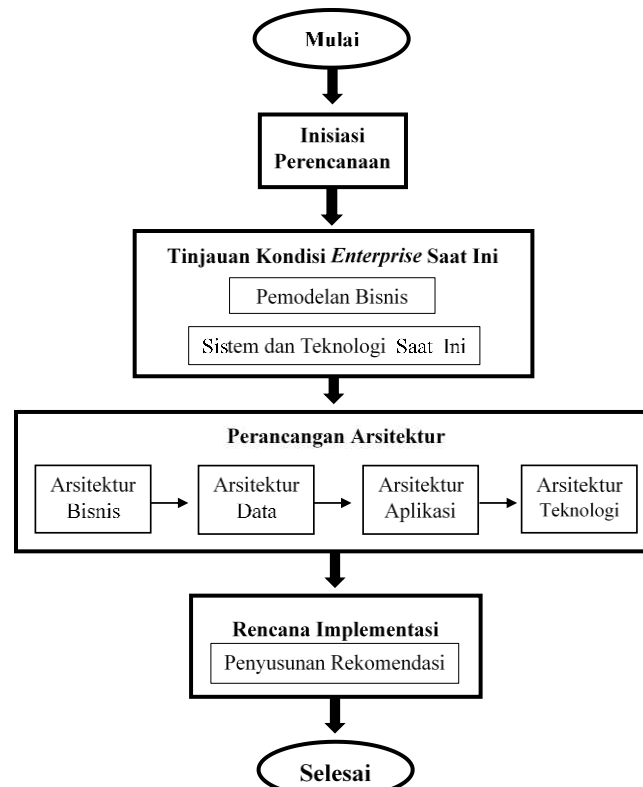 Mulai
Inisiasi
Perencanaan
Tinjauan Kondisi Enterprise Saat Ini
Pemodelan Bisnis
Sistem dan Teknologi Saat Ini
Perancangan Arsitektur
Arsitektur
Bisnis
Arsitektur
Data
Arsitektur
Aplikasi
Arsitektur
Teknologi
Rencana Implementasi
Penyusunan Rekomendasi
Selesai